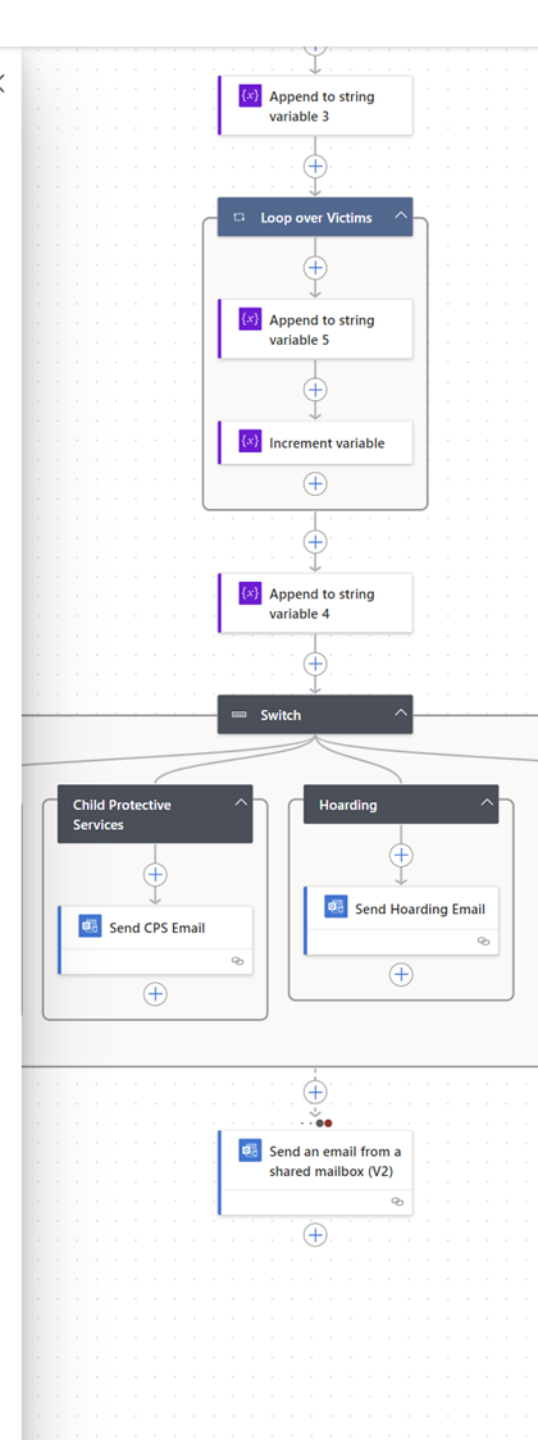 {x} Append to string
variable 3
Loop over Victims
{x} Append to string
variable 5
{x} Increment variable
{x} Append to string
variable 4
Switch
Child Protective
Services
Send CPS Email
Hoarding
Send Hoarding Email
Send an email from a
shared mailbox (V2)